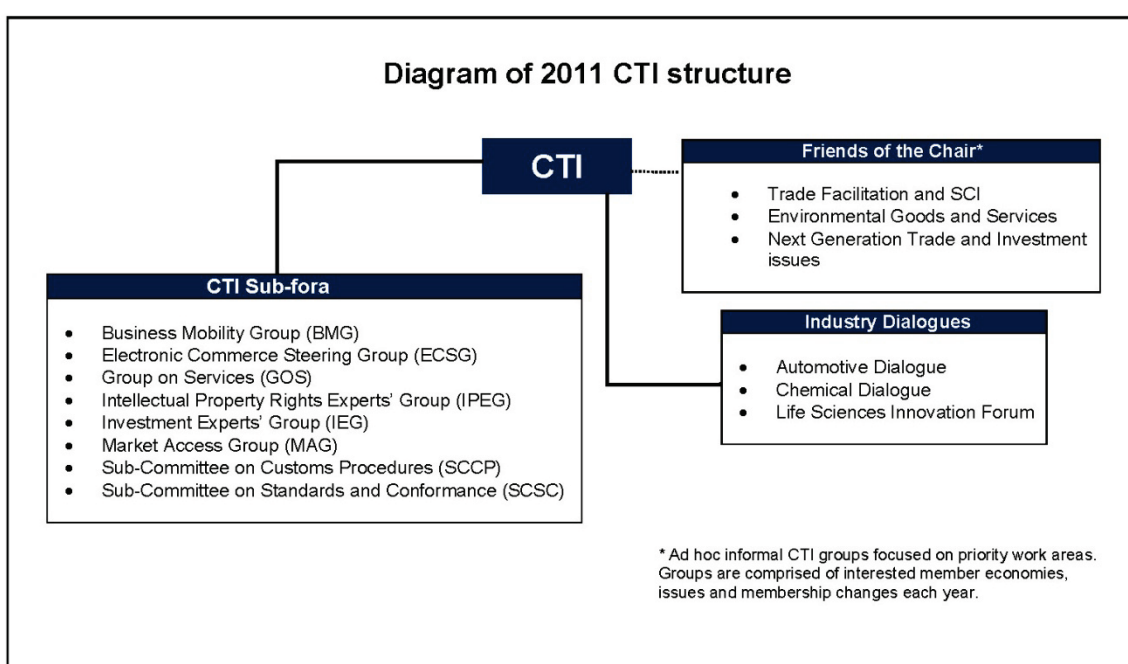 Diagram of 2011 CTI structure
CTI
Friends of the Chair*
• Trade Facilitation and SCI
• Environmental Goods and Services
• Next Generation Trade and Investment
issues
CTI Sub-fora
• Business Mobility Group (BMG)
• Electronic Commerce Steering Group (ECSG)
• Group on Services (GOS)
• Intellectual Property Rights Experts' Group (IPEG)
• Investment Experts' Group (IEG)
• Market Access Group (MAG)
• Sub-Committee on Customs Procedures (SCCP)
• Sub-Committee on Standards and Conformance (SCSC)
Industry Dialogues
• Automotive Dialogue
• Chemical Dialogue
• Life Sciences Innovation Forum
* Ad hoc informal CTI groups focused on priority work areas.
Groups are comprised of interested member economies,
issues and membership changes each year.